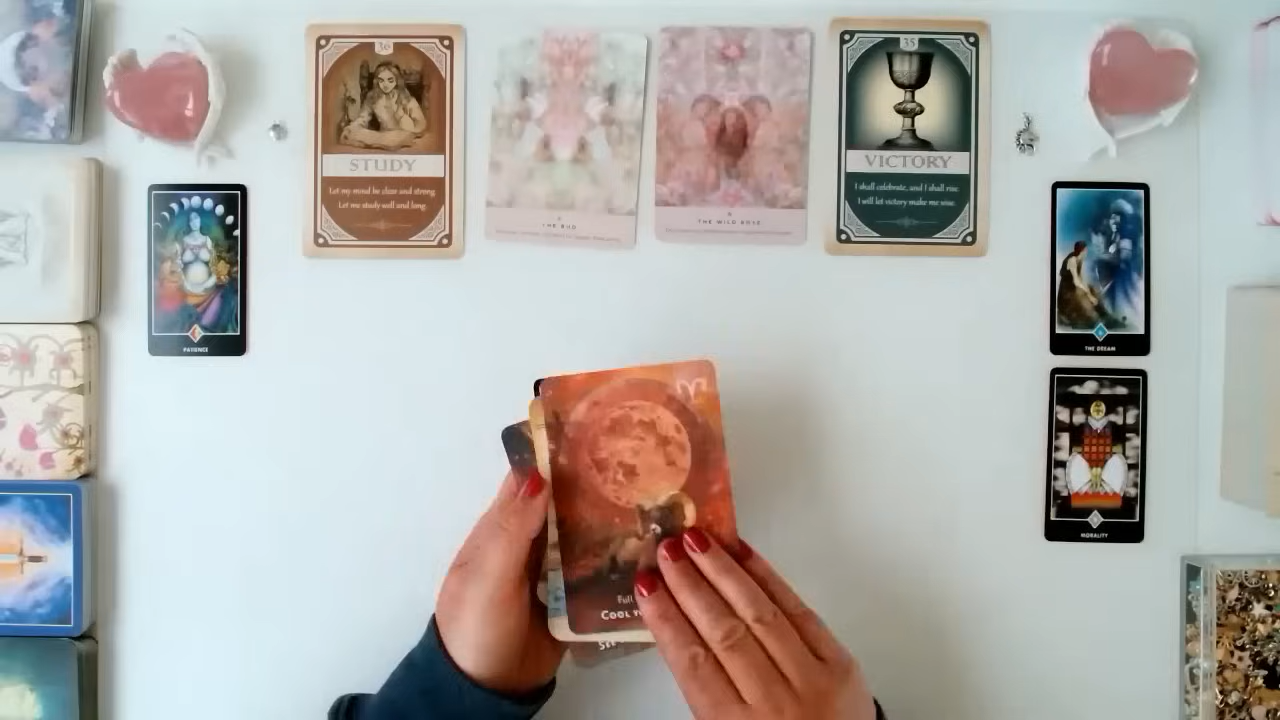 36
STUDY
Let my mind be clear and strong.
Let me study well and long.
THE BUD
THE WILD ROSE
35
VICTORY
I shall celebrate, and I shall rise.
I will let victory make me wise.
PATIENCE
THE DREAM
MORALITY
Full
COOL